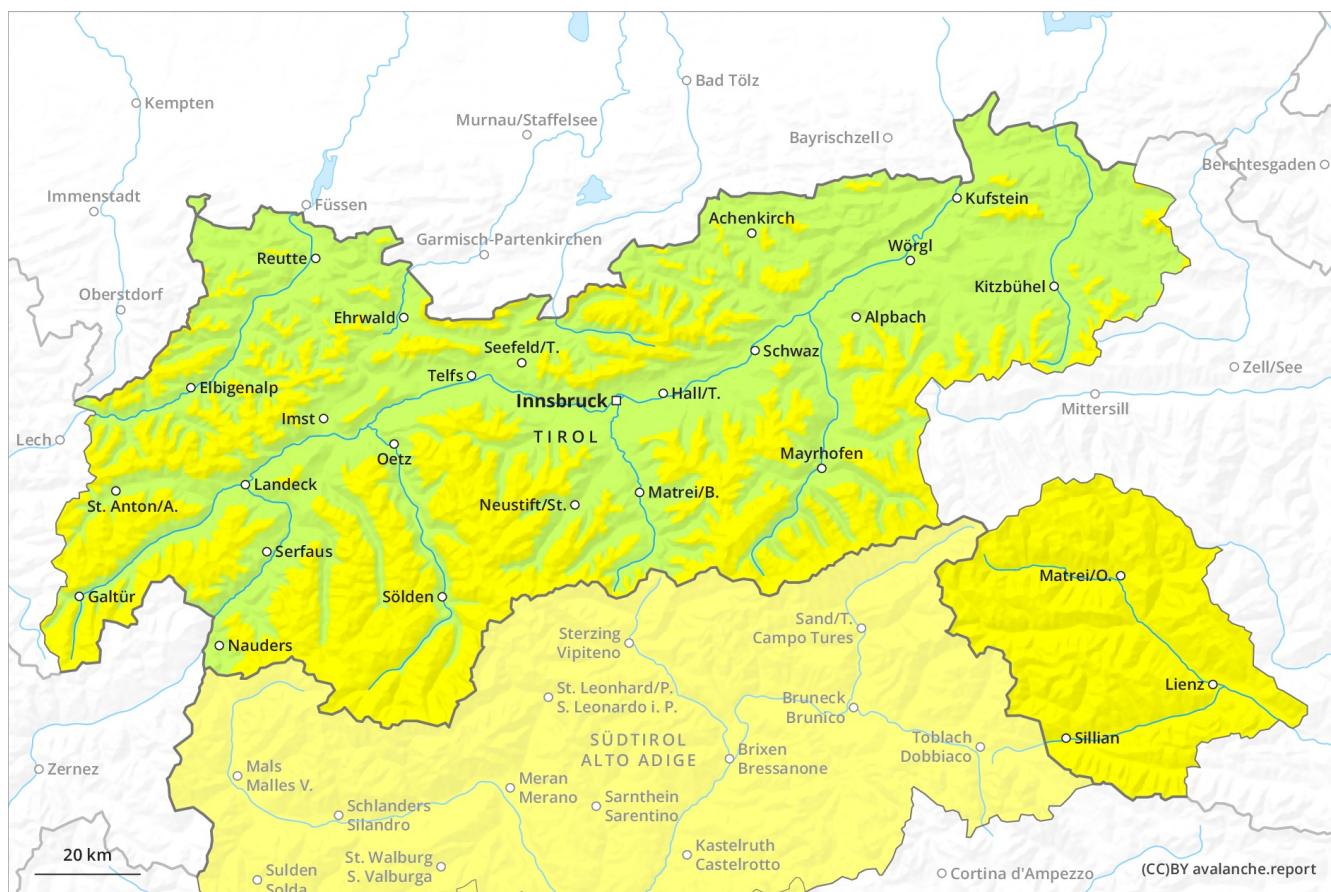 Kempten
Bad Tölz
Murnau/Staffelsee
Bayrischzell
Berchtesgaden
Immenstadt
Füssen
Kufstein
Achenkirch
Garmisch-Partenkirchen
Wörgl
Reutte
Oberstdorf
Kitzbühel
Ehrwald
Alpbach
Seefeld/T.
Schwaz
Telfs
Zell/See
Elbigenalp
Hall/T.
Innsbruck
Mittersill
Imst
Lech
TIROL
Oetz
Mayrhofen
Landeck
Matrei/B.
St. Anton/A.
Neustift/St.
Serfaus
Matrei/O.
Galtür
Sölden
Sand/T.
Campo Tures
Sterzing
Vipiteno
Nauders
Lienz
St. Leonhard/P.
S. Leonardo i. P.
Bruneck
Brunico
Sillian
SÜDTIROL
ALTO ADIGE
Toblach
Dobbiaco
Brixen
Bressanone
Zernez
Mals
Malles V.
Meran
Merano
Sarnthein
Sarentino
Schlanders
Silandro
Kastelruth
Castelrotto
20 km
St. Walburg
S. Valburga
Sulden
Solda
Cortina d'Ampezzo
(CC)BY avalanche.report